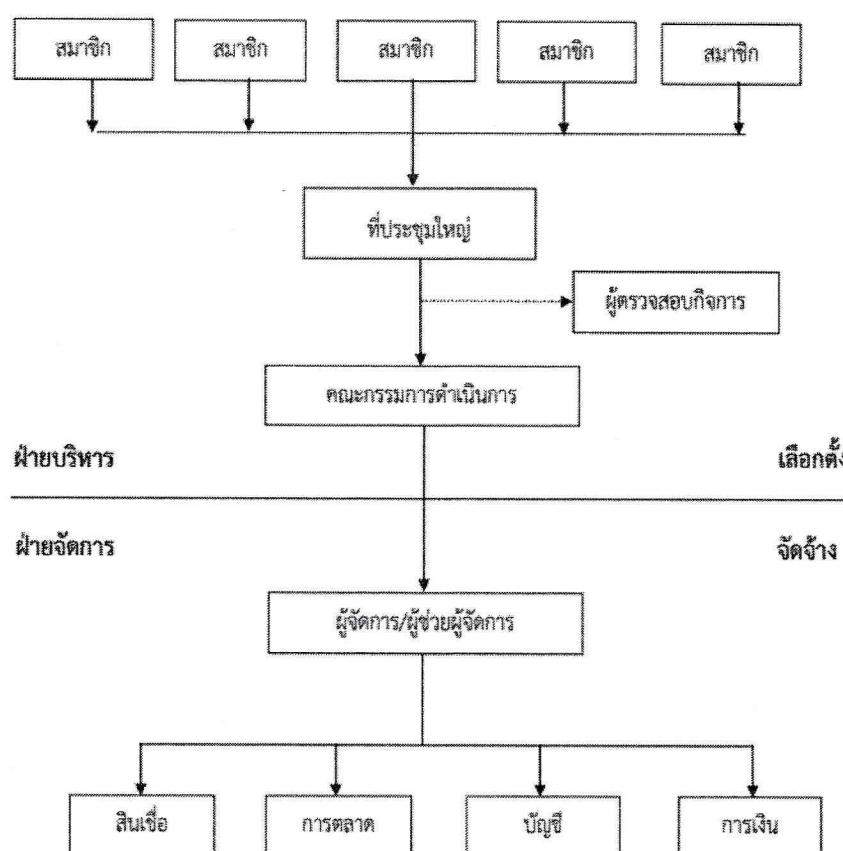 สมาชิก
สมาชิก
สมาชิก
สมาชิก
สมาชิก
ที่ประชุมใหญ่
ผู้ตรวจสอบกิจการ
คณะกรรมการดำเนินการ
ฝ่ายบริหาร
เลือกตั้ง
ฝ่ายจัดการ
จัดจ้าง
ผู้จัดการ/ผู้ช่วยผู้จัดการ
สินเชื่อ
การตลาด
บัญชี
การเงิน